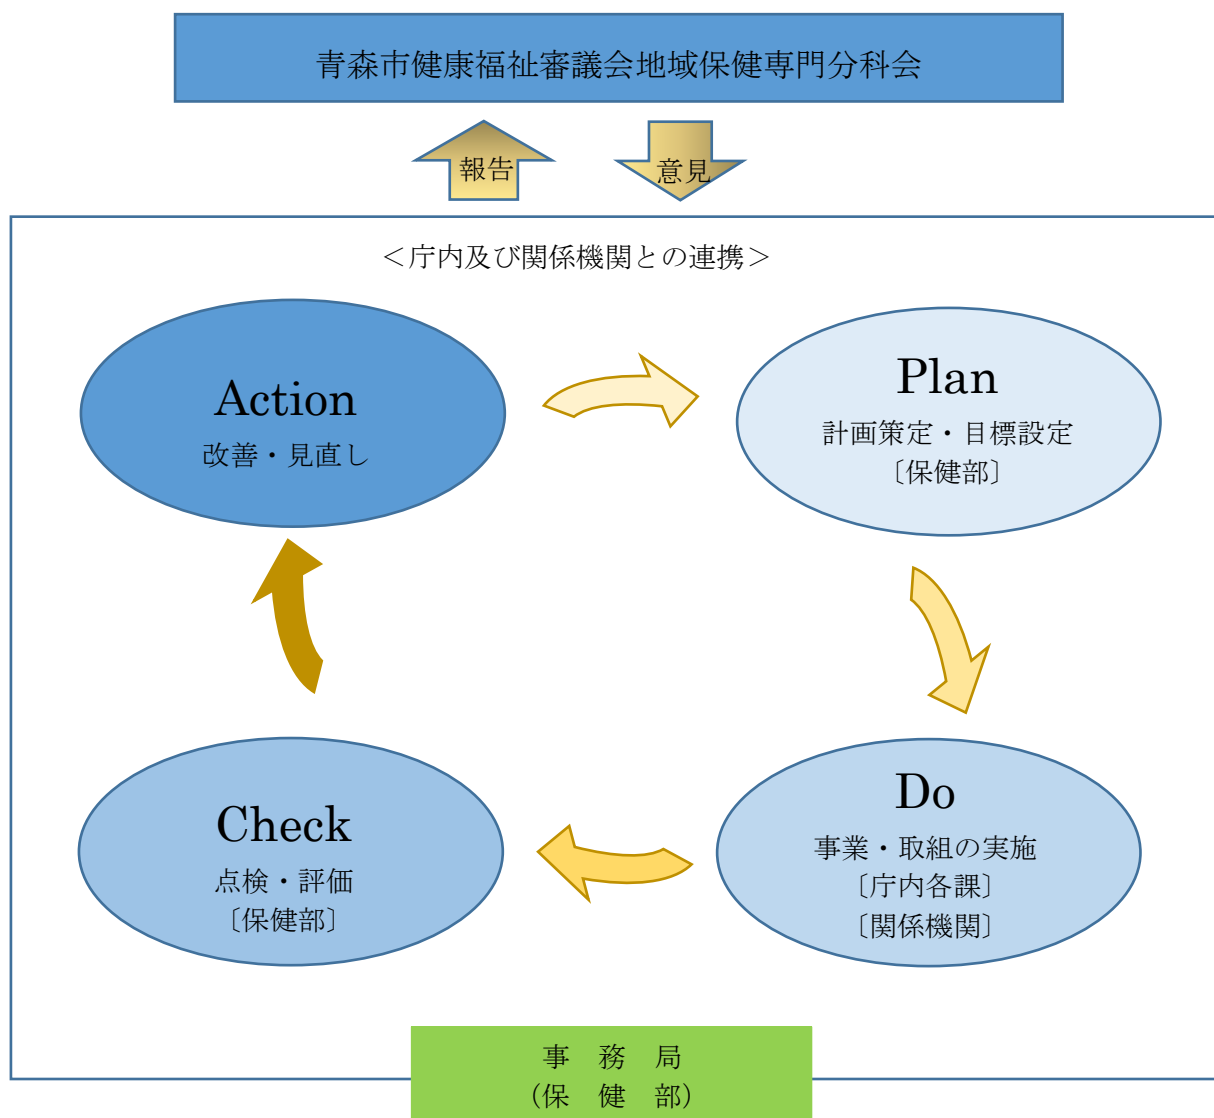 青森市健康福祉審議会地域保健専門分科会
報告
意見
＜庁内及び関係機関との連携＞
Action
改善・見直し
Plan
計画策定・目標設定
〔保健部〕
Check
点検・評価
〔保健部〕
Do
事業・取組の実施
〔庁内各課〕
〔関係機関〕
事　務　局
（保　健　部）